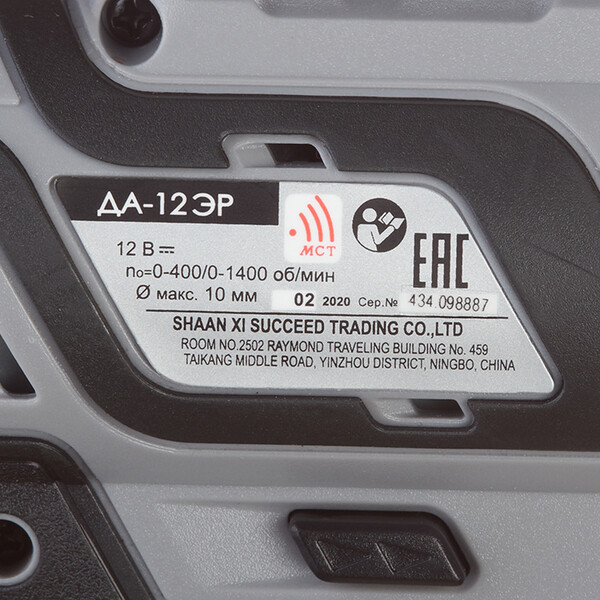 ДА-12ЭР
МСТ
EAC
12 В
n₀=0-400/0-1400 об/мин
Ø макс. 10 мм 02 2020 Сер.№ 434.098887
SHAAN XI SUCCEED TRADING CO.,LTD
ROOM NO.2502 RAYMOND TRAVELING BUILDING No. 459
TAIKANG MIDDLE ROAD, YINZHOU DISTRICT, NINGBO, CHINA